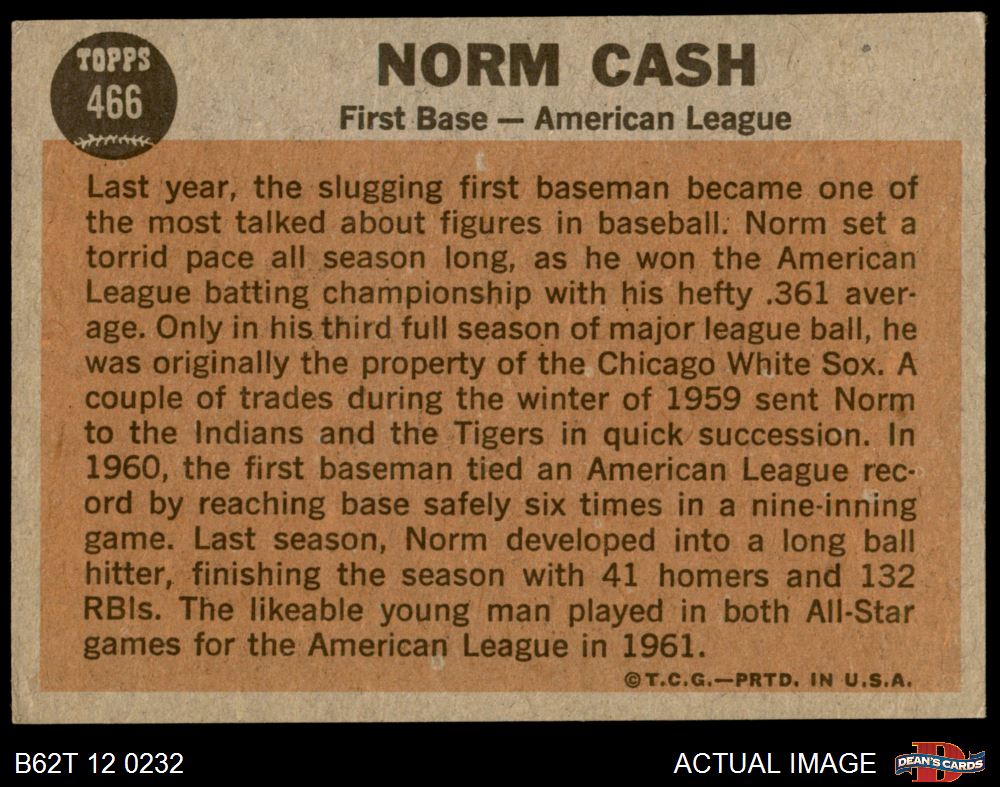 TOPPS
466
NORM CASH
First Base — American League
Last year, the slugging first baseman became one of
the most talked about figures in baseball. Norm set a
torrid pace all season long, as he won the American
League batting championship with his hefty .361 aver-
age. Only in his third full season of major league ball, he
was originally the property of the Chicago White Sox. A
couple of trades during the winter of 1959 sent Norm
to the Indians and the Tigers in quick succession. In
1960, the first baseman tied an American League rec-
ord by reaching base safely six times in a nine-inning
game. Last season, Norm developed into a long ball
hitter, finishing the season with 41 homers and 132
RBIs. The likeable young man played in both All-Star
games for the American League in 1961.
©T.C.G.—PRTD. IN U.S.A.
B62T 12 0232
ACTUAL IMAGE
D
DEAN'S CARDS